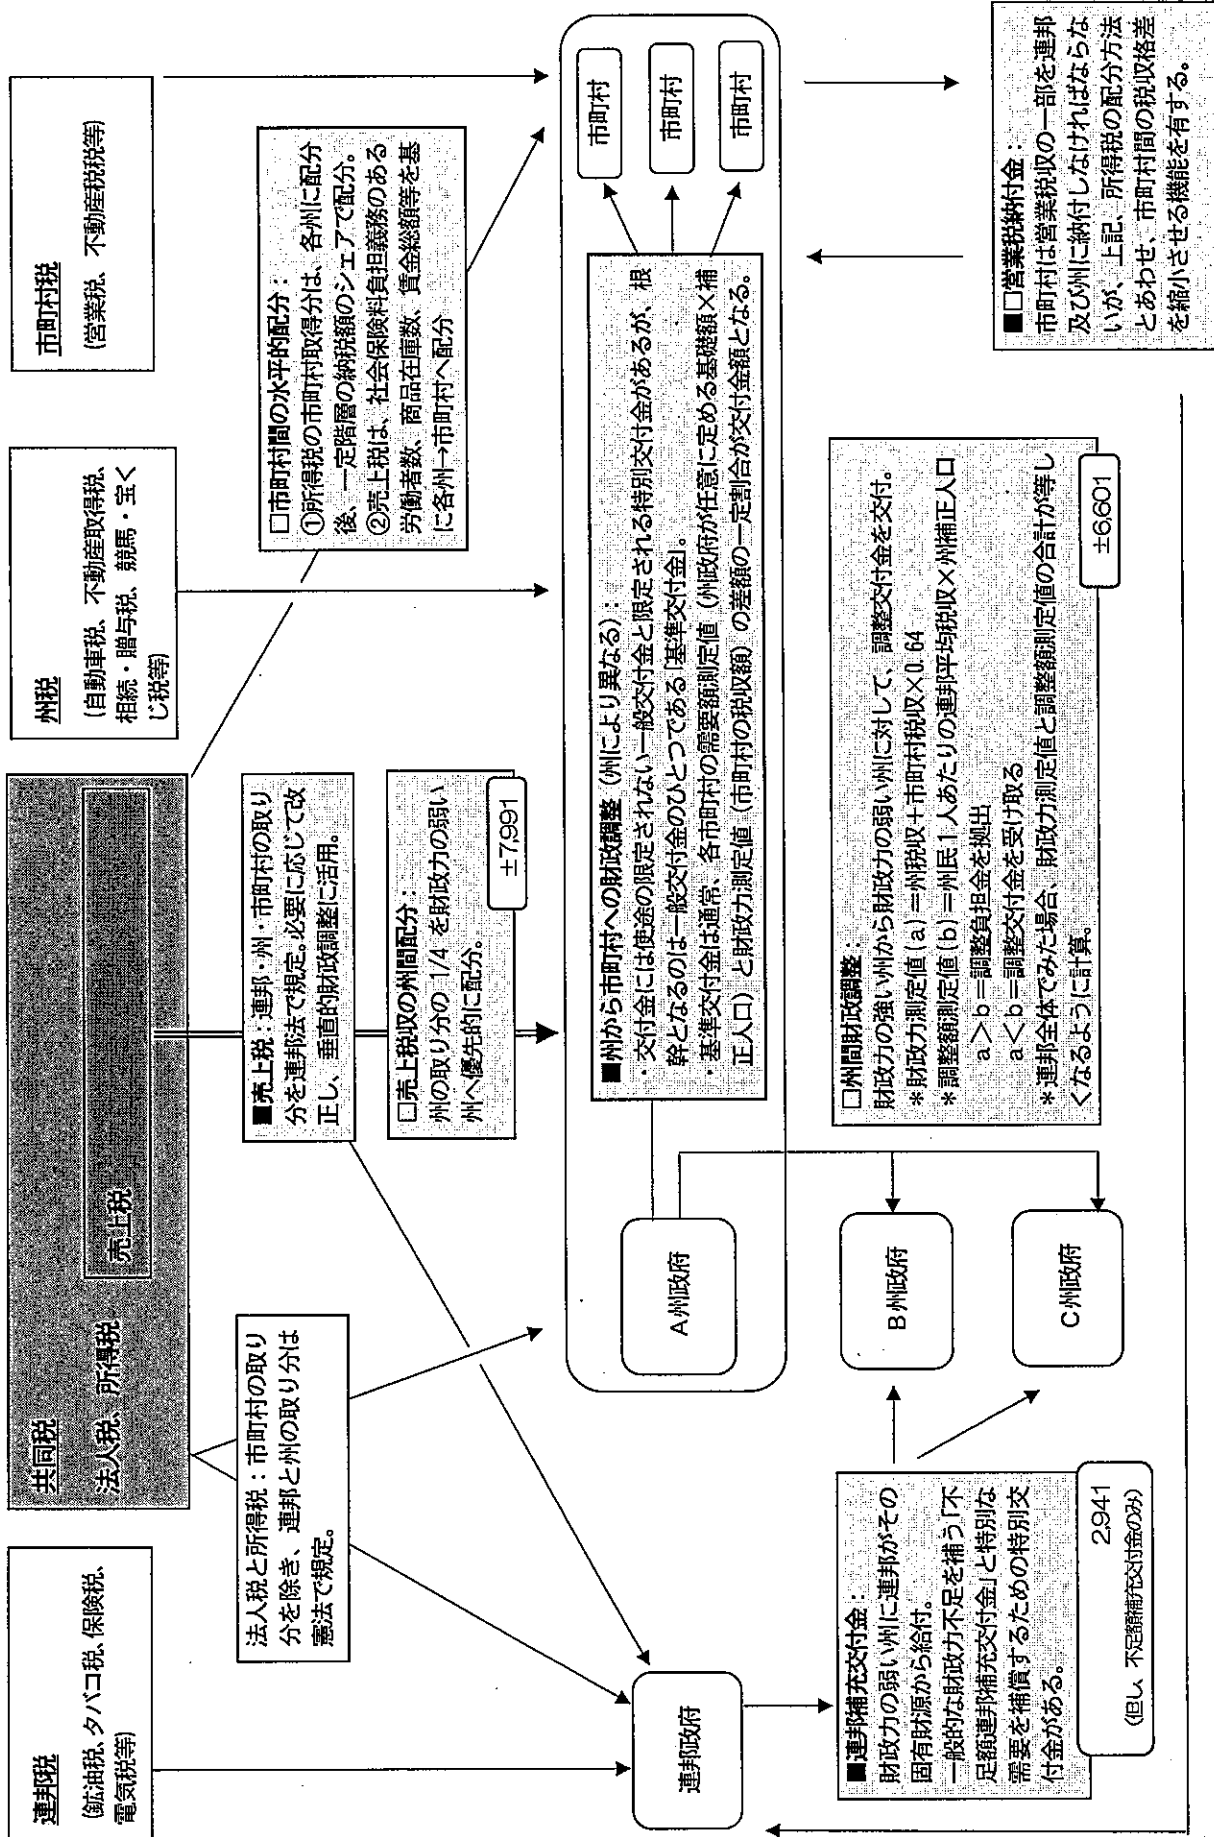 連邦税
(鉱油税、タバコ税、保険税、
電気税等)
共同税
法人税、所得税
売上税
州税
(自動車税、不動産取得税、
相続・贈与税、競馬・宝く
じ税等)
市町村税
(営業税、不動産税税等)
法人税と所得税:市町村の取り
分を除き、連邦と州の取り分は
憲法で規定。
■売上税:連邦・州・市町村の取り
分を連邦法で規定。必要に応じて改
正し、垂直的財政調整に活用。
□売上税収の州間配分:
州の取り分の 1/4 を財政力の弱い
州へ優先的に配分。
±7,991
□市町村間の水平的配分:
①所得税の市町村取得分は、各州に配分
後、一定階層の納税額のシェアで配分。
②売上税は、社会保険料負担義務のある
労働者数、商品在庫数、賃金総額等を基
に各州→市町村へ配分
連邦政府
A州政府
■州から市町村への財政調整(州により異なる):
・交付金には使途の限定されない一般交付金と限定される特別交付金があるが、根
幹となるのは一般交付金のひとつである「基準交付金」。
・基準交付金は通常、各市町村の需要額測定値(州政府が任意に定める基礎額×補
正人口)と財政力測定値(市町村の税収額)の差額の一定割合が交付金額となる。
市町村
市町村
市町村
B州政府
C州政府
■連邦補充交付金:
財政力の弱い州に連邦がその
固有財源から給付。
一般的な財政力不足を補う「不
足額連邦補充交付金」と特別な
需要を補償するための特別交
付金がある。
2,941
(但し、不足額補充交付金のみ)
□州間財政調整:
財政力の強い州から財政力の弱い州に対して、調整交付金を交付。
*財政力測定値(a)=州税収+市町村税収×0.64
*調整額測定値(b)=州民1人あたりの連邦平均税収×州補正人口
a>b=調整負担金を拠出
a<b=調整交付金を受け取る
*連邦全体でみた場合、財政力測定値と調整額測定値の合計が等し
くなるように計算。
±6,601
■□営業税納付金:
市町村は営業税収の一部を連邦
及び州に納付しなければならな
いが、上記、所得税の配分方法
とあわせ、市町村間の税収格差
を縮小させる機能を有する。